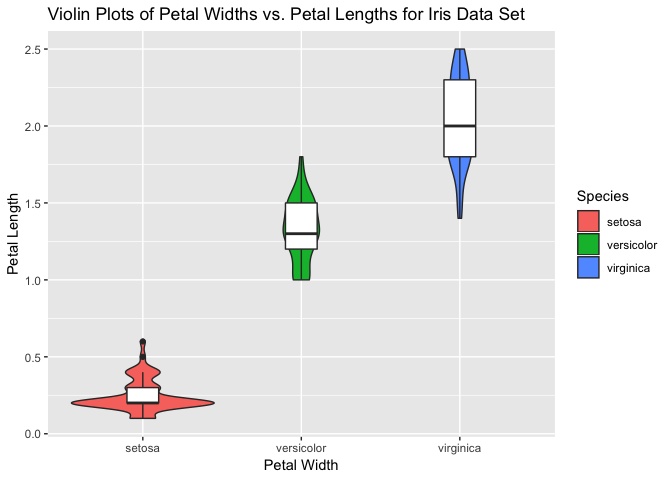 Violin Plots of Petal Widths vs. Petal Lengths for Iris Data Set
2.5
2.0
1.5
1.0
0.5
0.0
Petal Length
setosa
versicolor
virginica
Petal Width
Species
setosa
versicolor
virginica